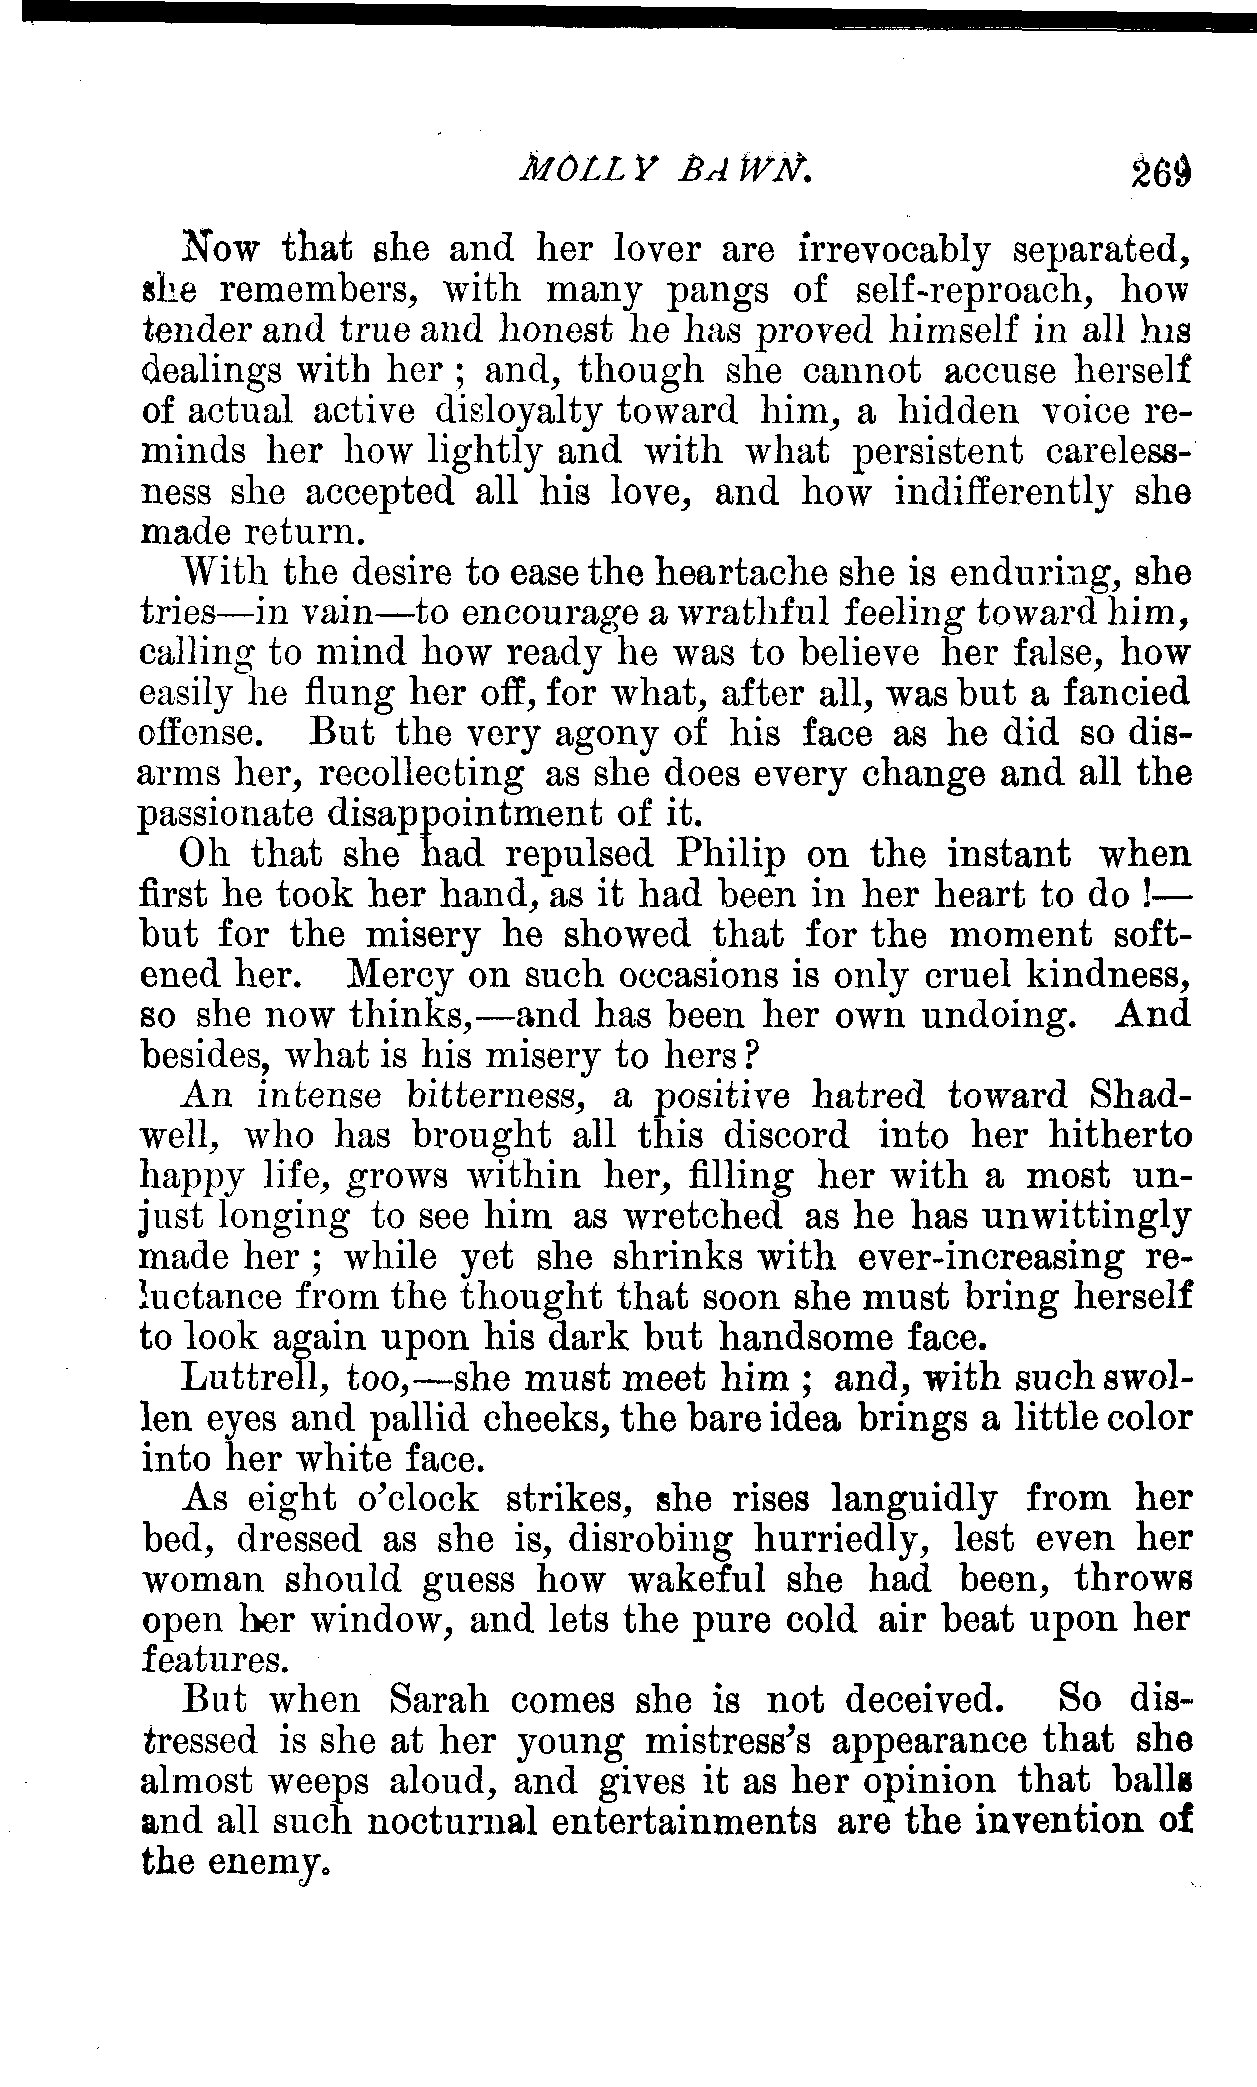 MOLLY BAWN. 269
Now that she and her lover are irrevocably separated,
she remembers, with many pangs of self-reproach, how
tender and true and honest he has proved himself in all his
dealings with her ; and, though she cannot accuse herself
of actual active disloyalty toward him, a hidden voice re-
minds her how lightly and with what persistent careless-
ness she accepted all his love, and how indifferently she
made return.
With the desire to ease the heartache she is enduring, she
tries—in vain—to encourage a wrathful feeling toward him,
calling to mind how ready he was to believe her false, how
easily he flung her off, for what, after all, was but a fancied
offense. But the very agony of his face as he did so dis-
arms her, recollecting as she does every change and all the
passionate disappointment of it.
Oh that she had repulsed Philip on the instant when
first he took her hand, as it had been in her heart to do !—
but for the misery he showed that for the moment soft-
ened her. Mercy on such occasions is only cruel kindness,
so she now thinks,—and has been her own undoing. And
besides, what is his misery to hers?
An intense bitterness, a positive hatred toward Shad-
well, who has brought all this discord into her hitherto
happy life, grows within her, filling her with a most un-
just longing to see him as wretched as he has unwittingly
made her ; while yet she shrinks with ever-increasing re-
luctance from the thought that soon she must bring herself
to look again upon his dark but handsome face.
Luttrell, too,—she must meet him ; and, with such swol-
len eyes and pallid cheeks, the bare idea brings a little color
into her white face.
As eight o'clock strikes, she rises languidly from her
bed, dressed as she is, disrobing hurriedly, lest even her
woman should guess how wakeful she had been, throws
open her window, and lets the pure cold air beat upon her
features.
But when Sarah comes she is not deceived. So dis-
tressed is she at her young mistress's appearance that she
almost weeps aloud, and gives it as her opinion that balls
and all such nocturnal entertainments are the invention of
the enemy.